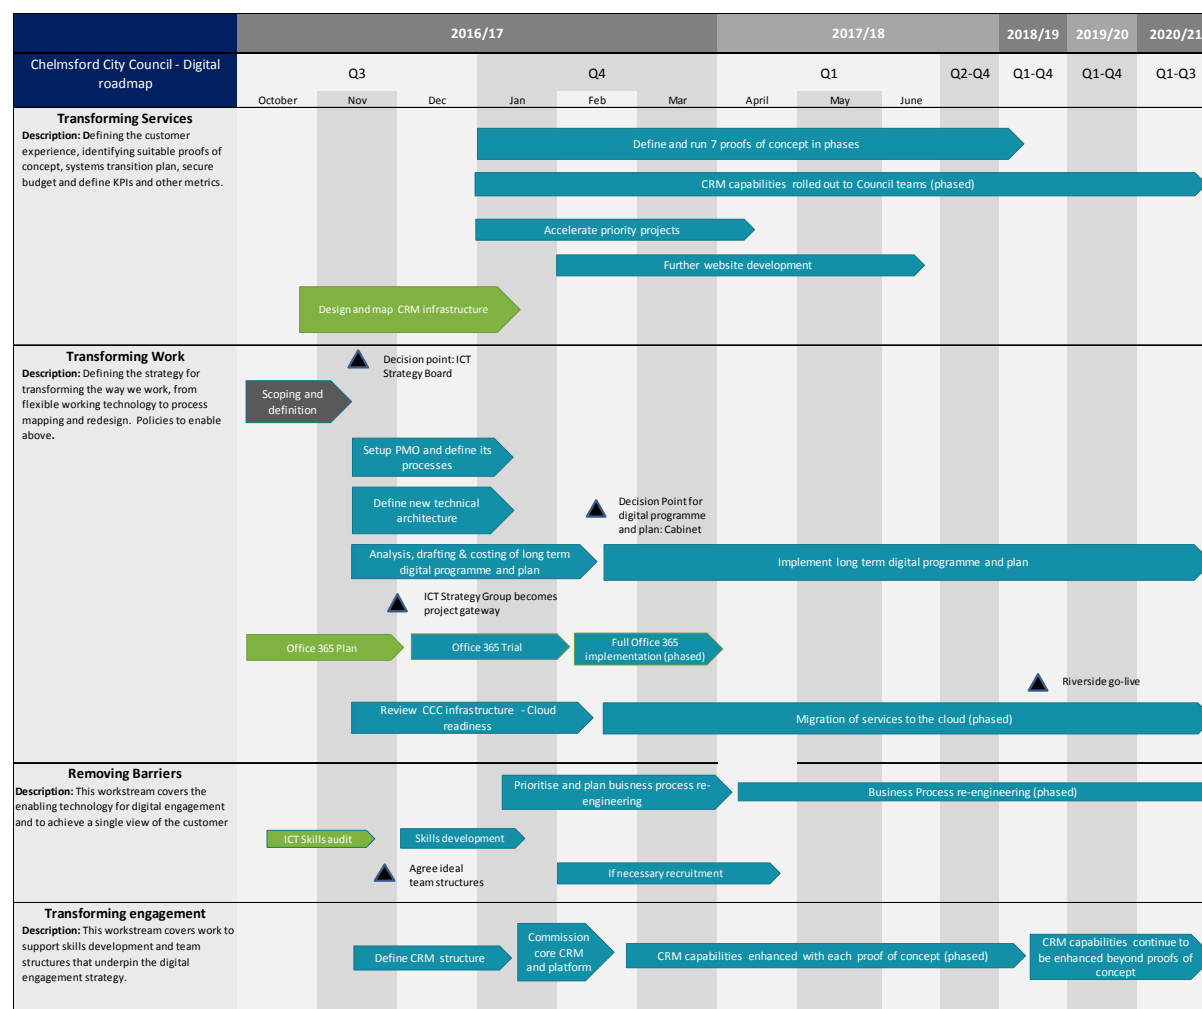 2016/17
2017/18
2018/19
2019/20
2020/21
Chelmsford City Council - Digital
roadmap
Q3
Q4
Q1
Q2-Q4
Q1-Q4
Q1-Q4
Q1-Q3
October
Nov
Dec
Jan
Feb
Mar
April
May
June
Transforming Services
Description: Defining the customer
experience, identifying suitable proofs of
concept, systems transition plan, secure
budget and define KPIs and other metrics.
Define and run 7 proofs of concept in phases
CRM capabilities rolled out to Council teams (phased)
Accelerate priority projects
Further website development
Design and map CRM infrastructure
Transforming Work
Description: Defining the strategy for
transforming the way we work, from
flexible working technology to process
mapping and redesign. Policies to enable
above.
Decision point: ICT
Strategy Board
Scoping and
definition
Setup PMO and define its
processes
Define new technical
architecture
Decision Point for
digital programme
and plan: Cabinet
Analysis, drafting & costing of long term
digital programme and plan
Implement long term digital programme and plan
ICT Strategy Group becomes
project gateway
Office 365 Plan
Office 365 Trial
Full Office 365
implementation (phased)
Riverside go-live
Review CCC infrastructure - Cloud
readiness
Migration of services to the cloud (phased)
Removing Barriers
Description: This workstream covers the
enabling technology for digital engagement
and to achieve a single view of the customer
Prioritise and plan buisness process re-
engineering
Business Process re-engineering (phased)
ICT Skills audit
Skills development
Agree ideal
team structures
If necessary recruitment
Transforming engagement
Description: This workstream covers work to
support skills development and team
structures that underpin the digital
engagement strategy.
Define CRM structure
Commission
core CRM
and platform
CRM capabilities enhanced with each proof of concept (phased)
CRM capabilities continue to
be enhanced beyond proofs of
concept